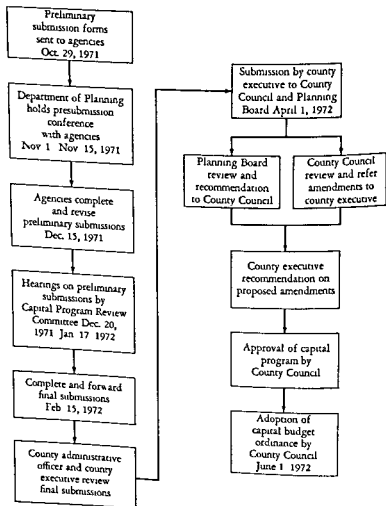 Preliminary
submission forms
sent to agencies
Oct. 29, 1971
Department of Planning
holds presubmission
conference
with agencies
Nov 1 Nov 15, 1971
Agencies complete
and revise
preliminary submissions
Dec. 15, 1971
Hearings on preliminary
submissions by
Capital Program Review
Committee Dec. 20,
1971 Jan 17 1972
Complete and forward
final submissions
Feb 15, 1972
County administrative
officer and county
executive review
final submissions
Submission by county
executive to County
Council and Planning
Board April 1, 1972
Planning Board
review and
recommendation
to County Council
County Council
review and refer
amendments to
county executive
County executive
recommendation on
proposed amendments
Approval of capital
program by
County Council
Adoption of
capital budget
ordinance by
County Council
June 1 1972